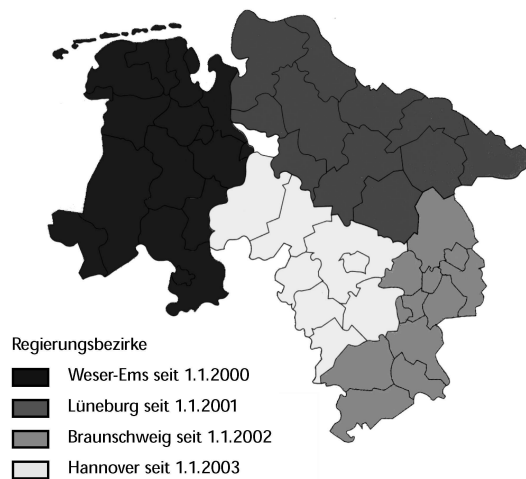 Regierungsbezirke
Weser-Ems seit 1.1.2000
Lüneburg seit 1.1.2001
Braunschweig seit 1.1.2002
Hannover seit 1.1.2003